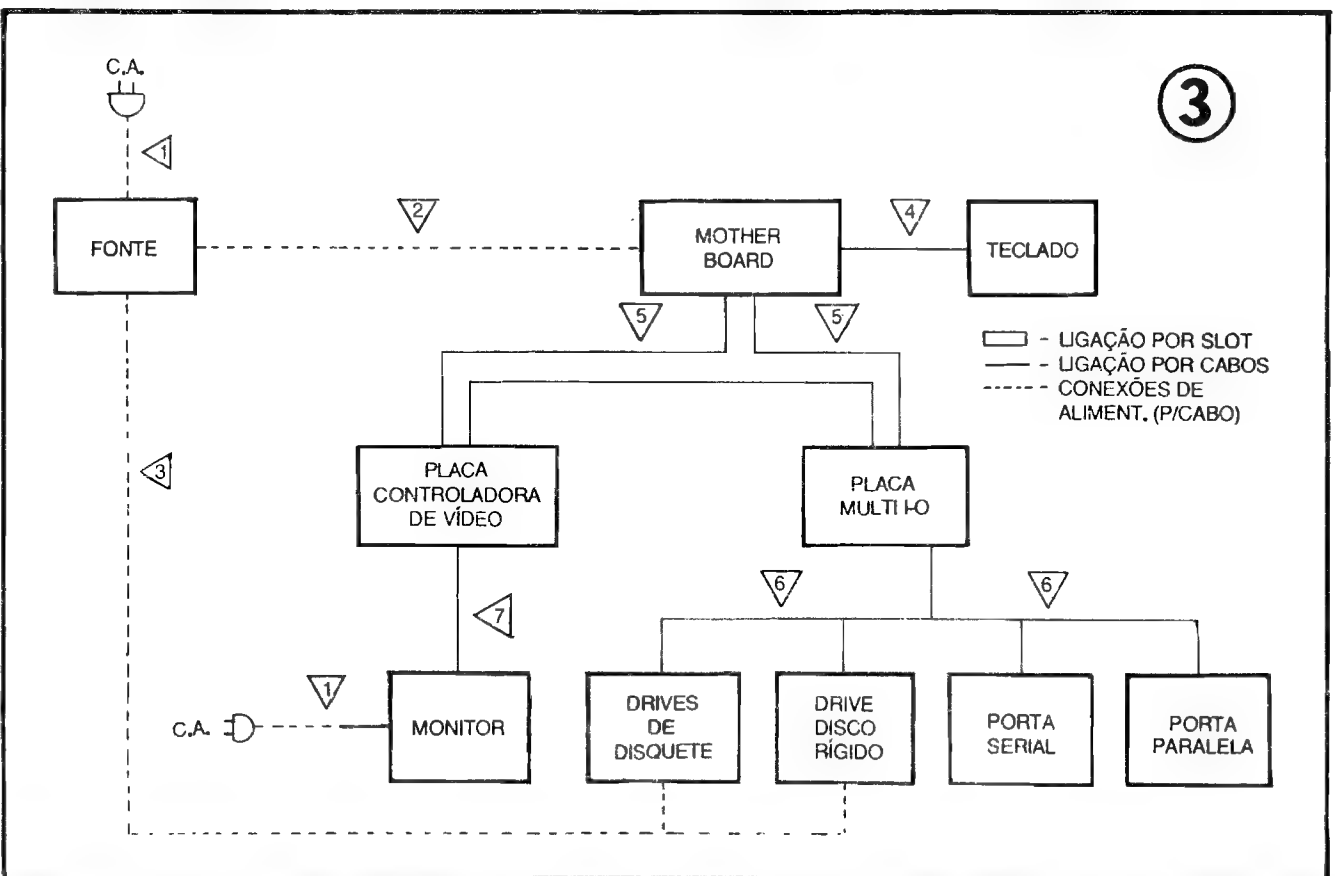 C.A.
3
1
FONTE
2
MOTHER
BOARD
4
TECLADO
5
5
- LIGAÇÃO POR SLOT
- LIGAÇÃO POR CABOS
- CONEXÕES DE
ALIMENT. (P/CABO)
3
PLACA
CONTROLADORA
DE VÍDEO
PLACA
MULTI I-O
7
6
6
1
C.A.
MONITOR
DRIVES
DE
DISQUETE
DRIVE
DISCO
RÍGIDO
PORTA
SERIAL
PORTA
PARALELA